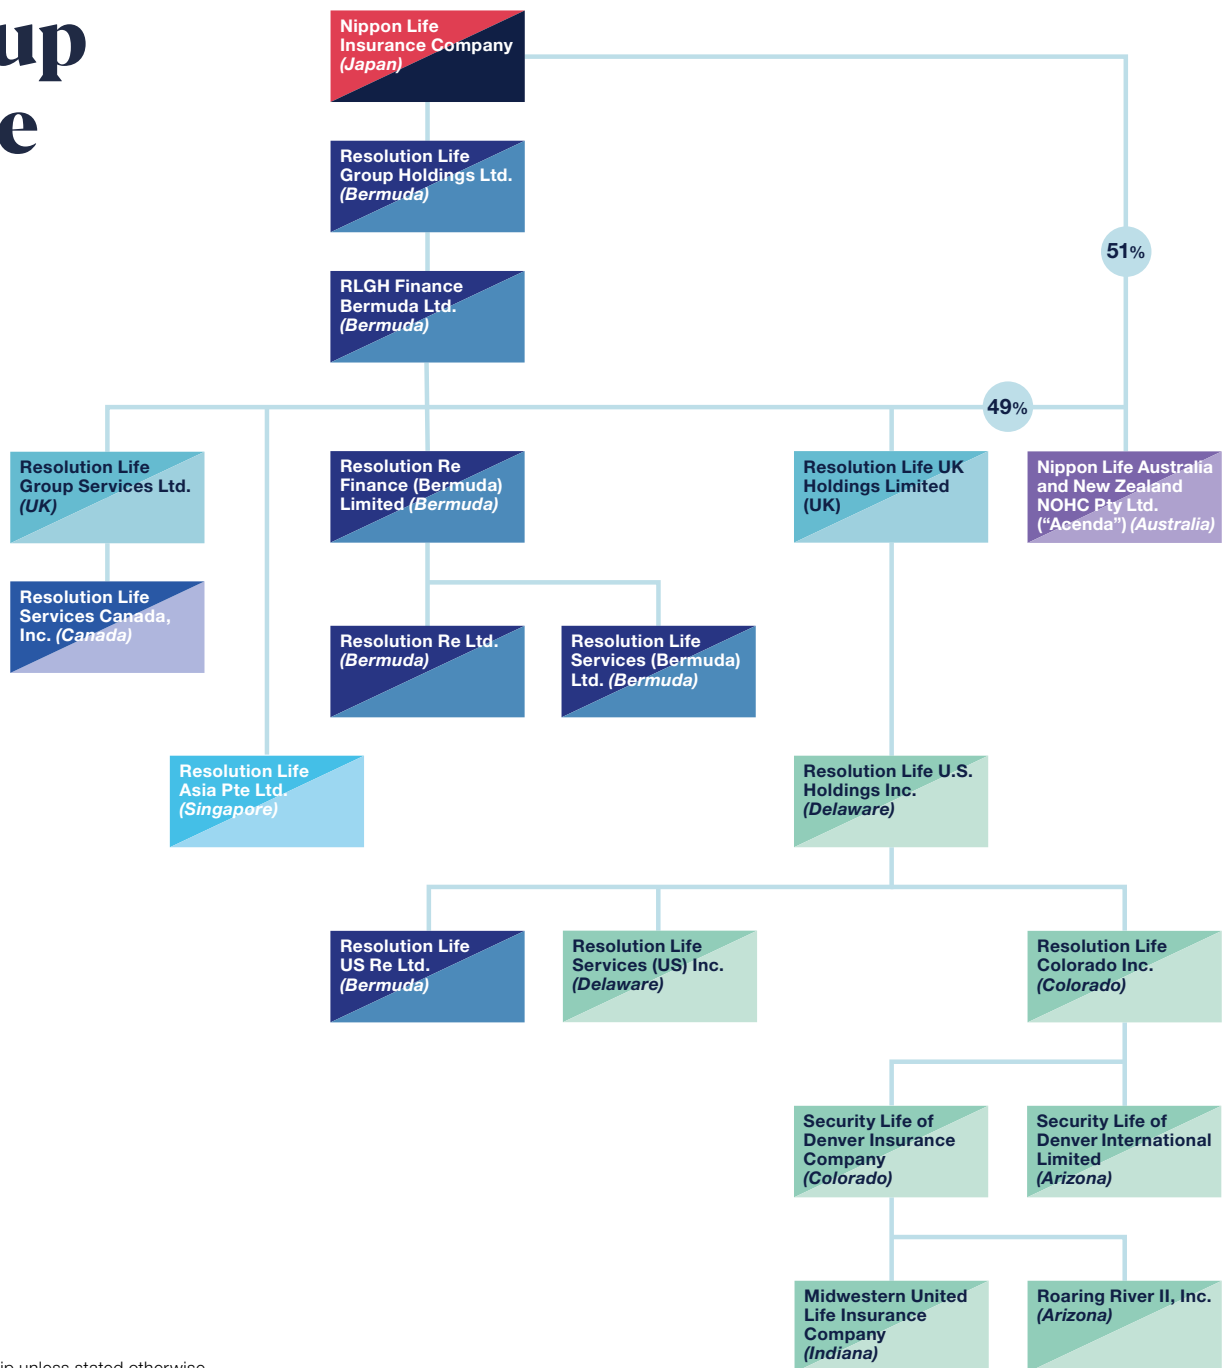 up
e
Nippon Life
Insurance Company
(Japan)
Resolution Life
Group Holdings Ltd.
(Bermuda)
51%
RLGH Finance
Bermuda Ltd.
(Bermuda)
49%
Resolution Life
Group Services Ltd.
(UK)
Resolution Re
Finance (Bermuda)
Limited (Bermuda)
Resolution Life UK
Holdings Limited
(UK)
Nippon Life Australia
and New Zealand
NOHC Pty Ltd.
(“Acenda”) (Australia)
Resolution Life
Services Canada,
Inc. (Canada)
Resolution Re Ltd.
(Bermuda)
Resolution Life
Services (Bermuda)
Ltd. (Bermuda)
Resolution Life
Asia Pte Ltd.
(Singapore)
Resolution Life U.S.
Holdings Inc.
(Delaware)
Resolution Life
US Re Ltd.
(Bermuda)
Resolution Life
Services (US) Inc.
(Delaware)
Resolution Life
Colorado Inc.
(Colorado)
Security Life of
Denver Insurance
Company
(Colorado)
Security Life of
Denver International
Limited
(Arizona)
Midwestern United
Life Insurance
Company
(Indiana)
Roaring River II, Inc.
(Arizona)
ip unless stated otherwise